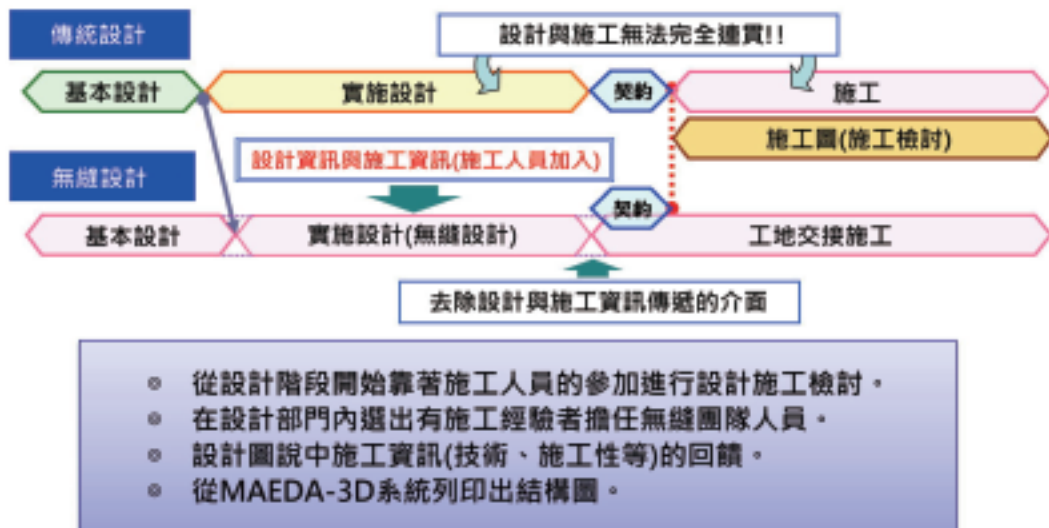 傳統設計
設計與施工無法完全連貫!!
基本設計
實施設計
契約
施工
施工圖(施工檢討)
設計資訊與施工資訊(施工人員加入)
無縫設計
契約
基本設計
實施設計(無縫設計)
工地交接施工
去除設計與施工資訊傳遞的介面
◎ 從設計階段開始靠著施工人員的參加進行設計施工檢討。
◎ 在設計部門內選出有施工經驗者擔任無縫團隊人員。
◎ 設計圖說中施工資訊(技術、施工性等)的回饋。
◎ 從MAEDA-3D系統列印出結構圖。